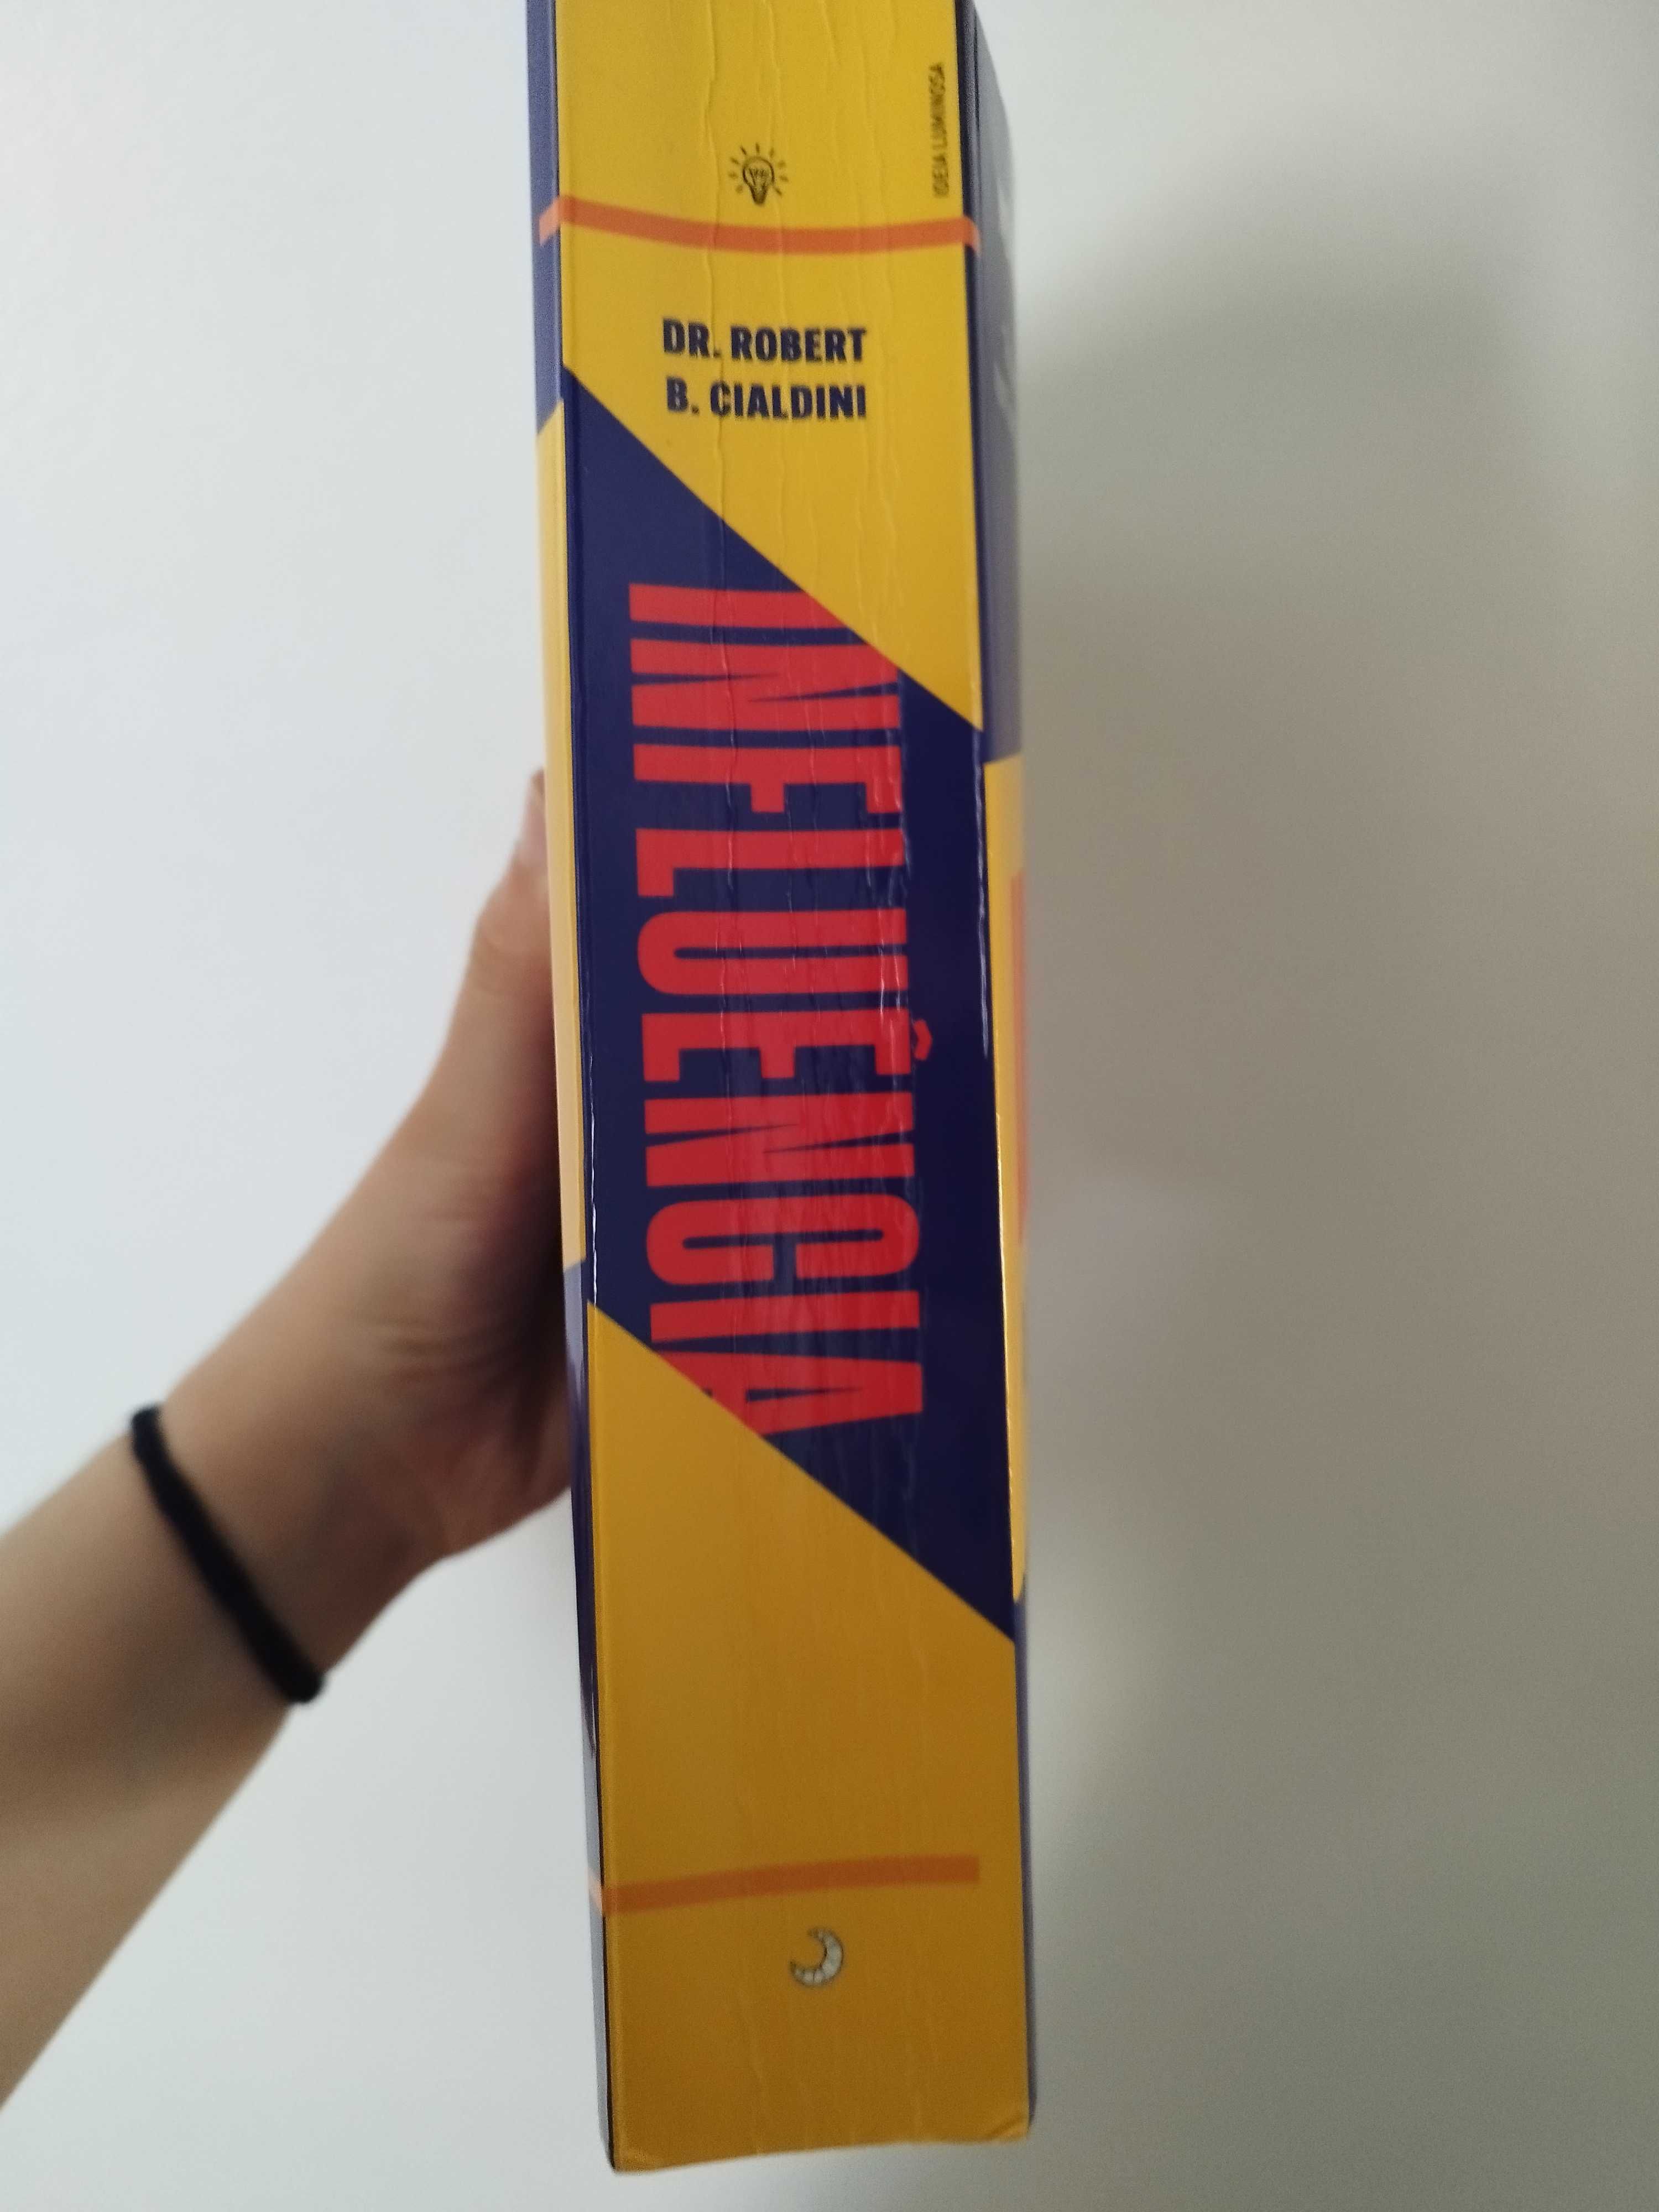 IDEIA LUMINOSA
DR. ROBERT
B. CIALDINI
INFLUÊNCIA